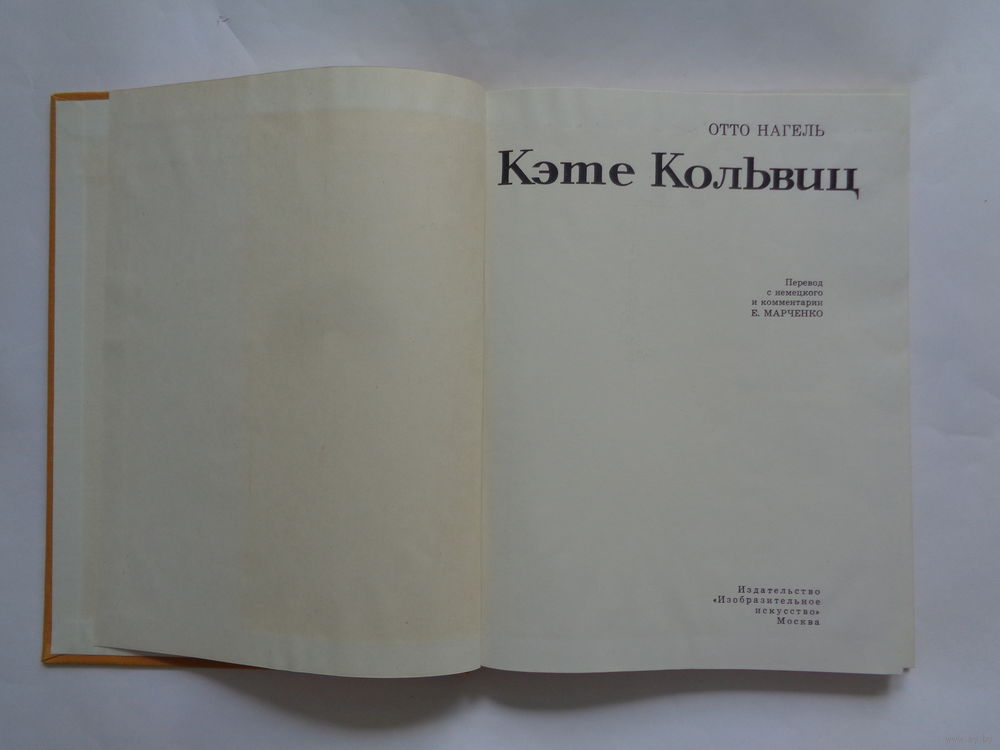 ОТТО НАГЕЛЬ
Кэте Кольвиц
Перевод
с немецкого
и комментарии
Е. МАРЧЕНКО
Издательство
«Изобразительное
искусство»
Москва